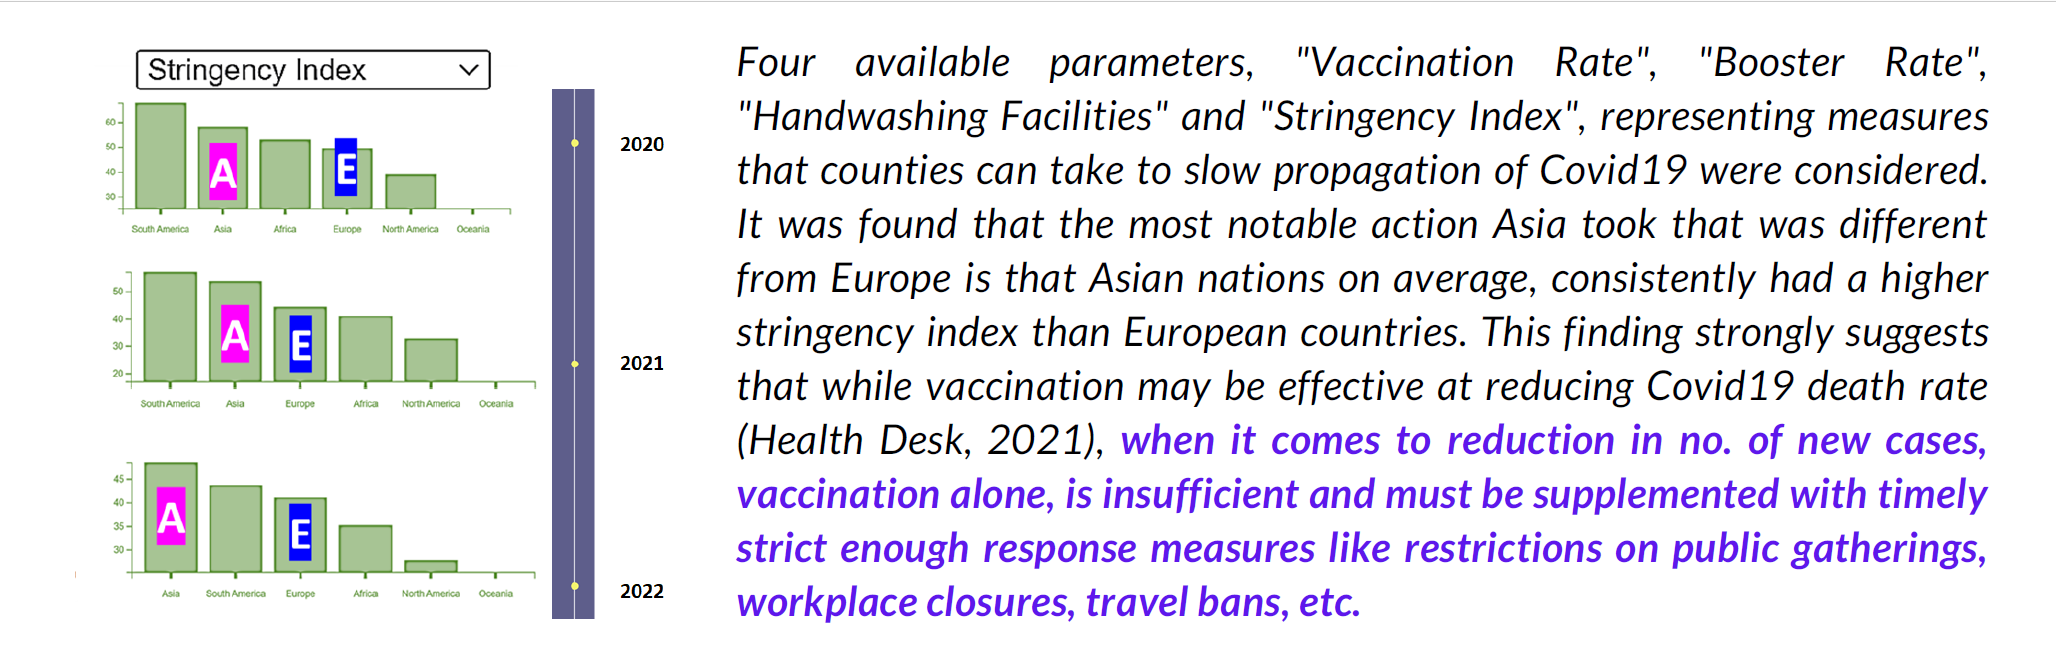 Stringency Index
60
50
40
30
A
E
South America Asia Africa Europe North America Oceania
50
40
30
20
A
E
South America Asia Europe Africa North America Oceania
45
40
35
30
A
E
Asia South America Europe Africa North America Oceania
2020
2021
2022
Four available parameters, "Vaccination Rate", "Booster Rate",
"Handwashing Facilities" and "Stringency Index", representing measures
that counties can take to slow propagation of Covid19 were considered.
It was found that the most notable action Asia took that was different
from Europe is that Asian nations on average, consistently had a higher
stringency index than European countries. This finding strongly suggests
that while vaccination may be effective at reducing Covid19 death rate
(Health Desk, 2021), when it comes to reduction in no. of new cases,
vaccination alone, is insufficient and must be supplemented with timely
strict enough response measures like restrictions on public gatherings,
workplace closures, travel bans, etc.